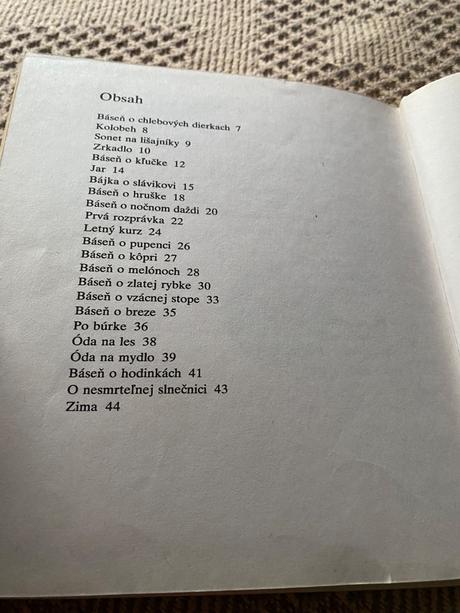 Obsah
Báseň o chlebových dierkach 7
Kolobeh 8
Sonet na lišajníky 9
Zrkadlo 10
Báseň o kľučke 12
Jar 14
Bájka o slávikovi 15
Báseň o hruške 18
Báseň o nočnom daždi 20
Prvá rozprávka 22
Letný kurz 24
Báseň o pupenci 26
Báseň o kôpri 27
Báseň o melónoch 28
Báseň o zlatej rybke 30
Báseň o vzácnej stope 33
Báseň o breze 35
Po búrke 36
Óda na les 38
Óda na mydlo 39
Báseň o hodinkách 41
O nesmrteľnej slnečnici 43
Zima 44